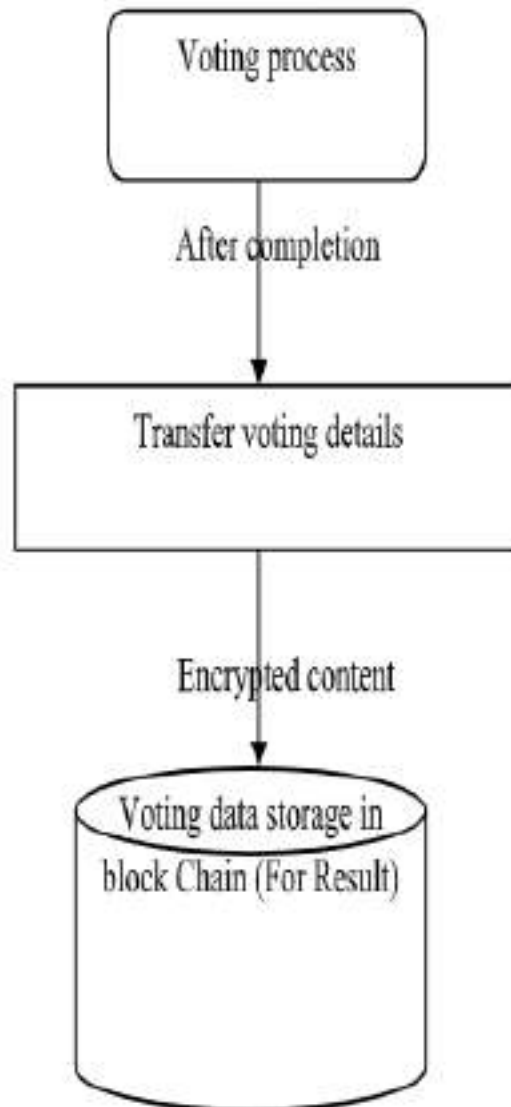 Voting process
After completion
Transfer voting details
Encrypted content
Voting data storage in
block Chain (For Result)